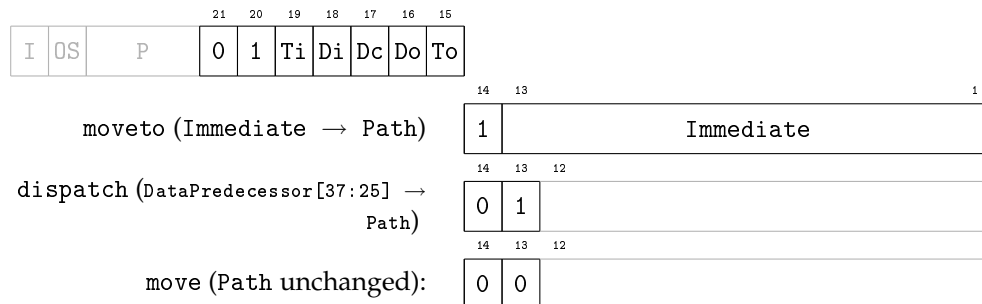 21 20 19 18 17 16 15
I OS P 0 1 Ti Di Dc Do To
14 13 1
moveto (Immediate → Path) 1 Immediate
14 13 12
dispatch (DataPredecessor[37:25] → 0 1
Path)
14 13 12
move (Path unchanged): 0 0